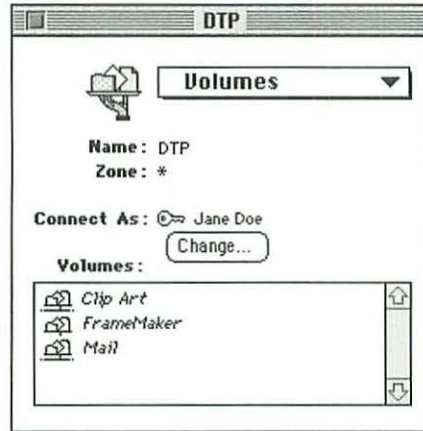 DTP
Volumes
Name: DTP
Zone: *
Connect As: Jane Doe
Change...
Volumes:
Clip Art
FrameMaker
Mail